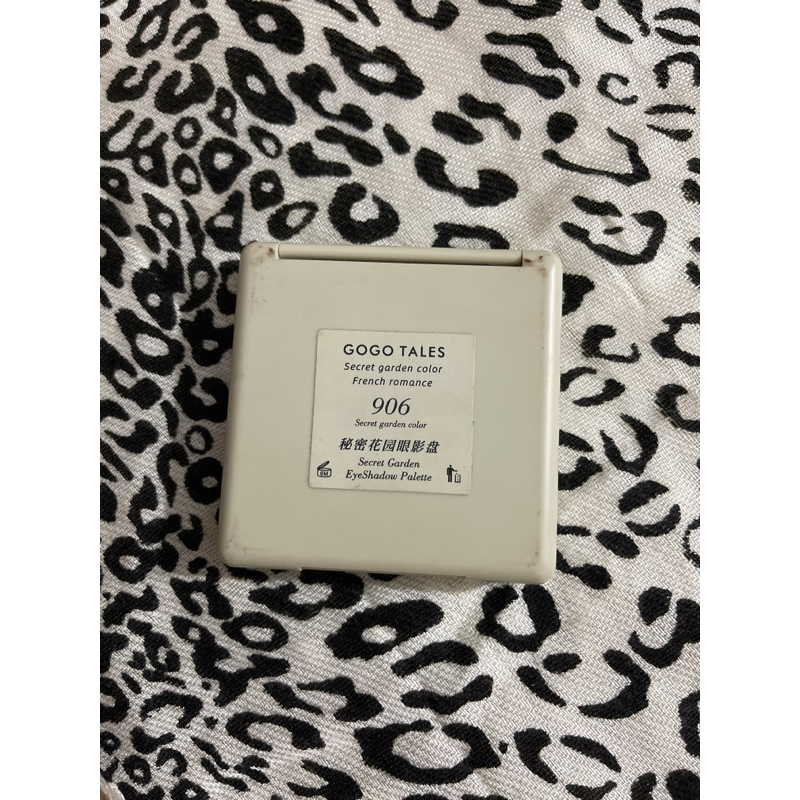 GOGO TALES
Secret garden color
French romance
906
Secret garden color
秘密花园眼影盘
Secret Garden
EyeShadow Palette